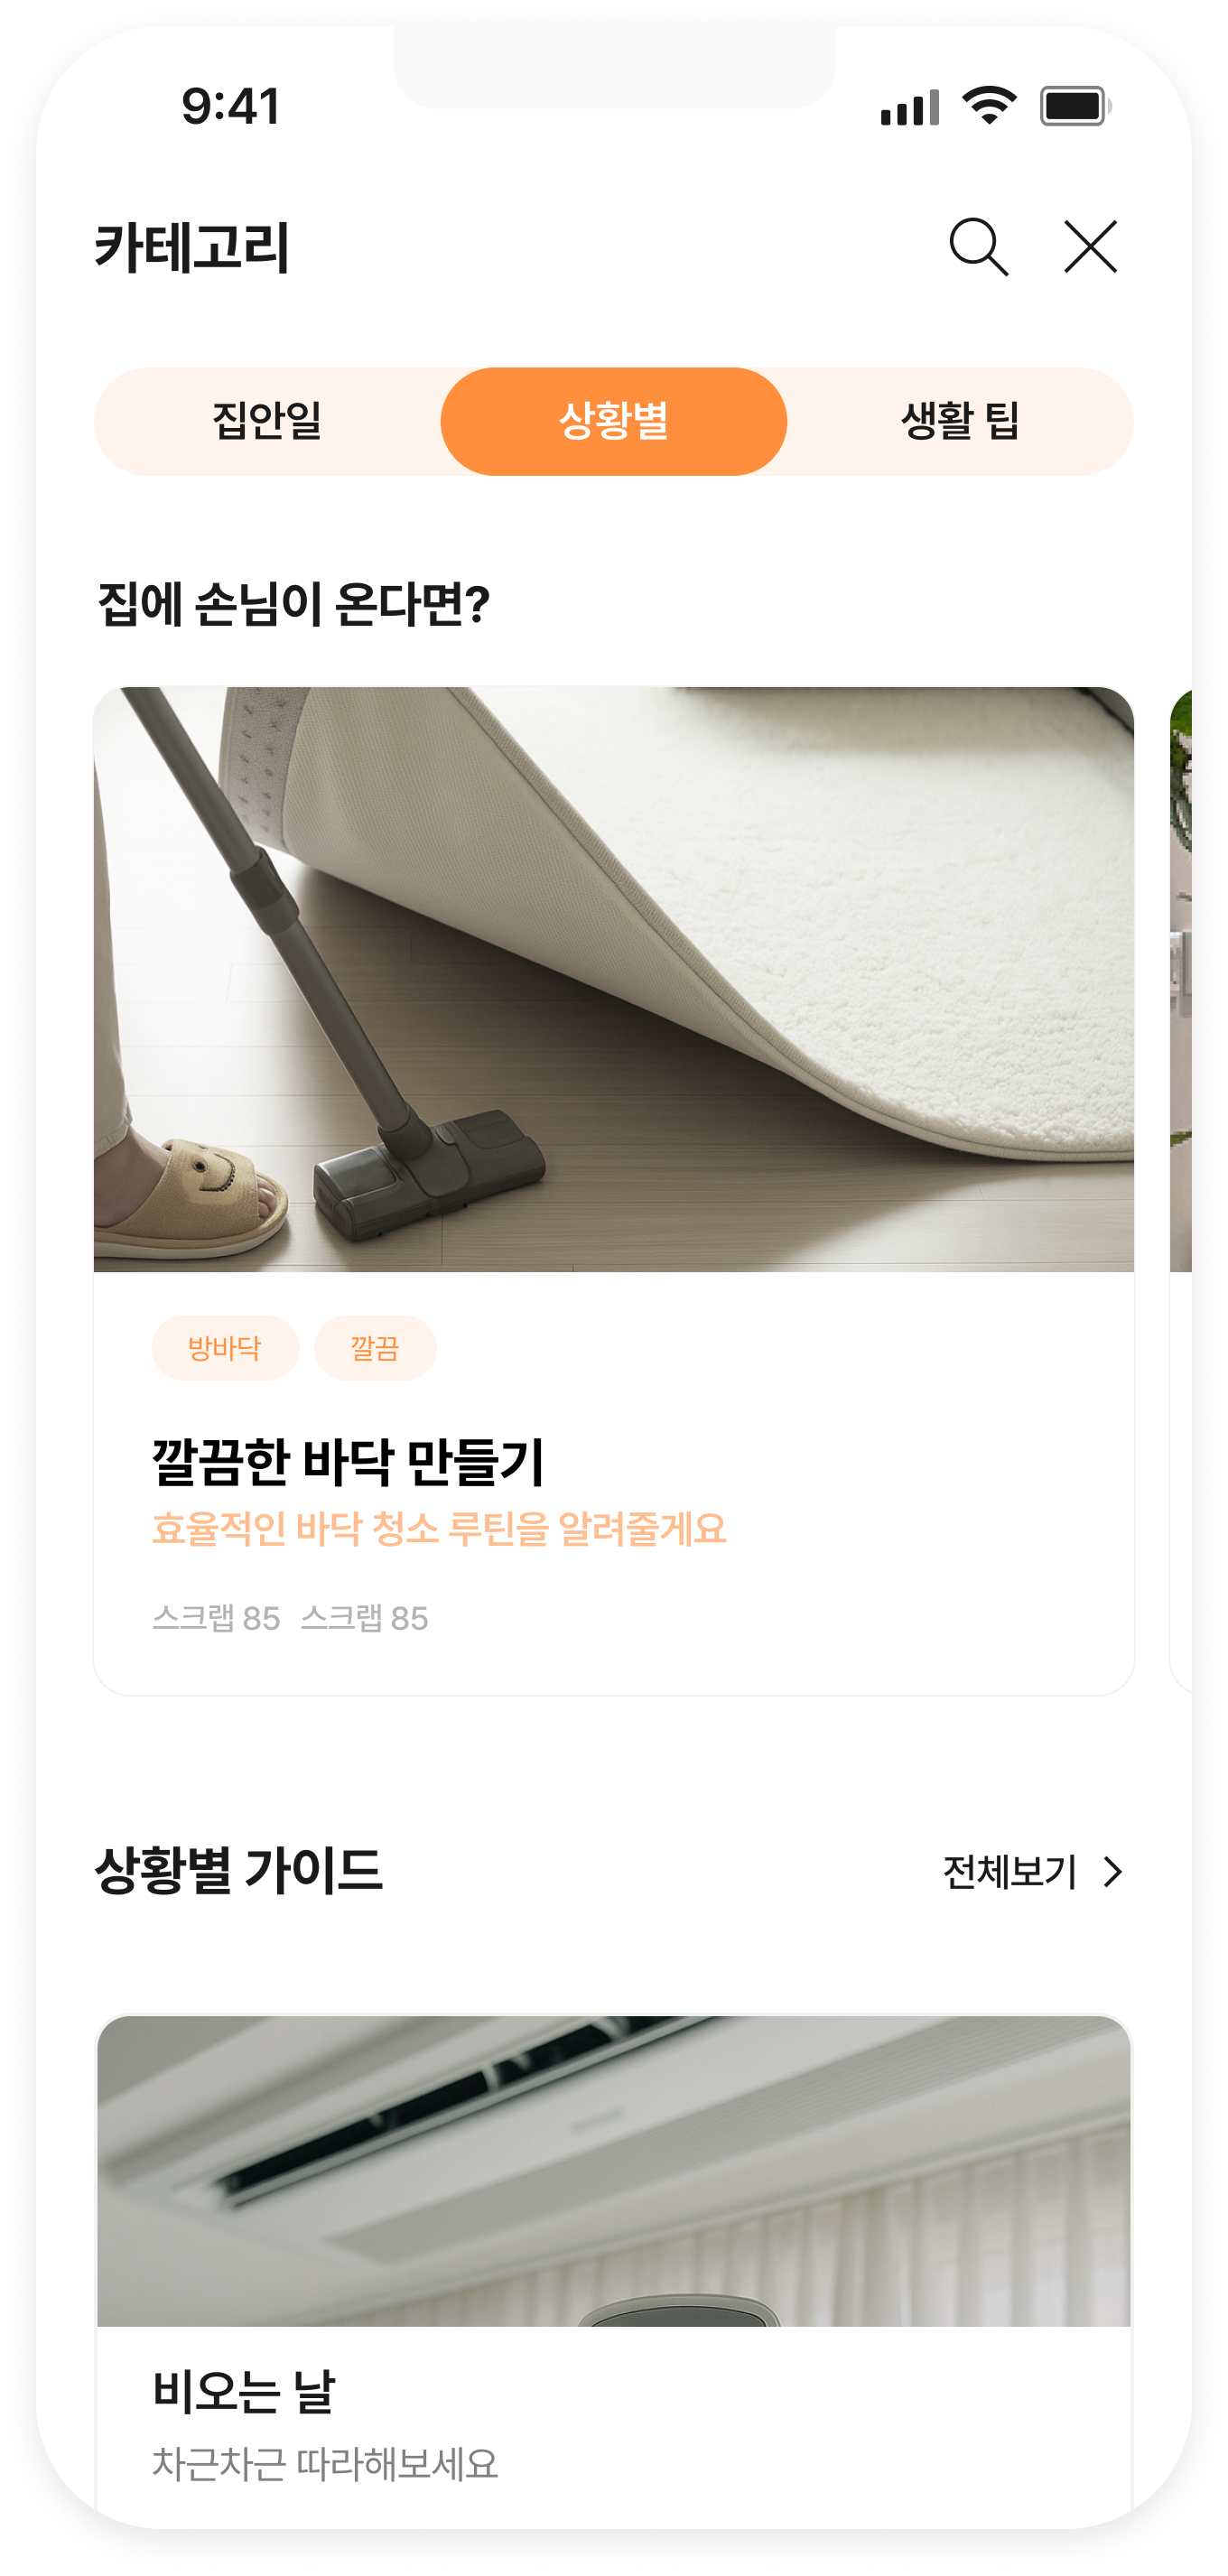 9:41
카테고리
집안일 상황별 생활 팁
집에 손님이 온다면?
방바닥 깔끔
깔끔한 바닥 만들기
효율적인 바닥 청소 루틴을 알려줄게요
스크랩 85 스크랩 85
상황별 가이드 전체보기
비오는 날
차근차근 따라해보세요